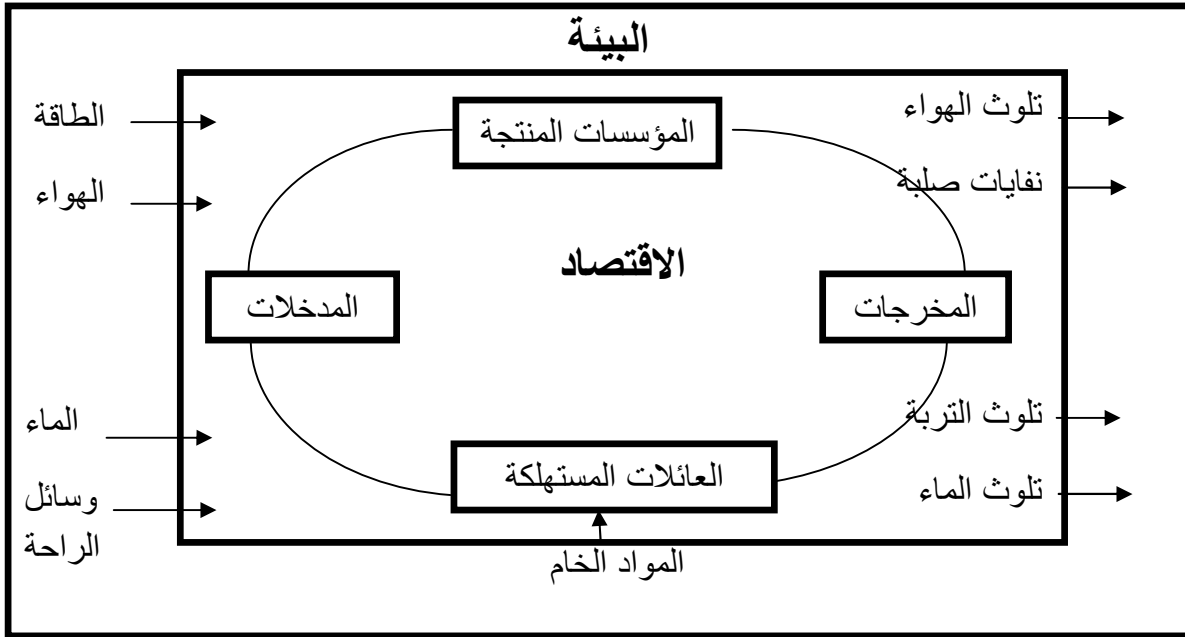 البيئة
تلوث الهواء
المؤسسات المنتجة
الطاقة
نفايات صلبة
الهواء
الاقتصاد
المخرجات
المدخلات
تلوث التربة
الماء
العائلات المستهلكة
تلوث الماء
وسائل
الراحة
المواد الخام